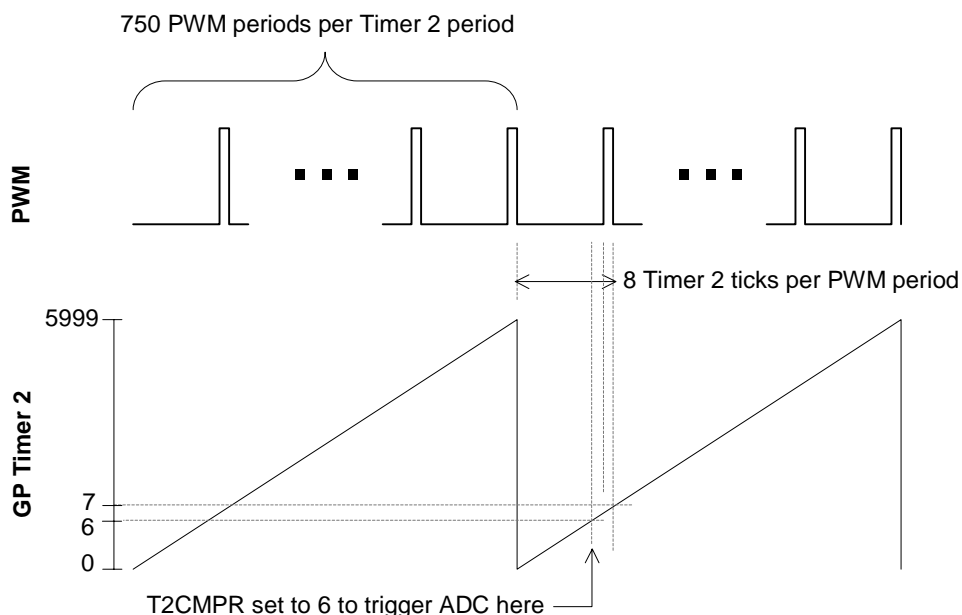 750 PWM periods per Timer 2 period
PWM
8 Timer 2 ticks per PWM period
5999
GP Timer 2
7
6
0
T2CMPR set to 6 to trigger ADC here